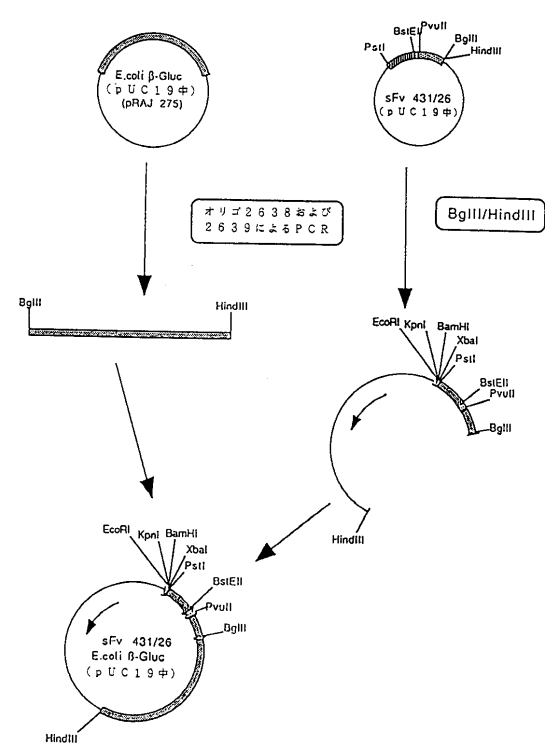 E.coli β-Gluc
(pUC19中)
(pRAJ 275)
PstI
BstEII
PvuII
BglII
HindIII
sFv 431/26
(pUC19中)
オリゴ2638および
2639によるPCR
BglII/HindIII
BglII
HindIII
EcoRI
KpnI
BamHI
XbaI
PstI
BstEII
PvuII
BglII
HindIII
EcoRI
KpnI
BamHI
XbaI
PstI
BstEII
PvuII
BglII
sFv 431/26
E.coli β-Gluc
(pUC19中)
HindIII